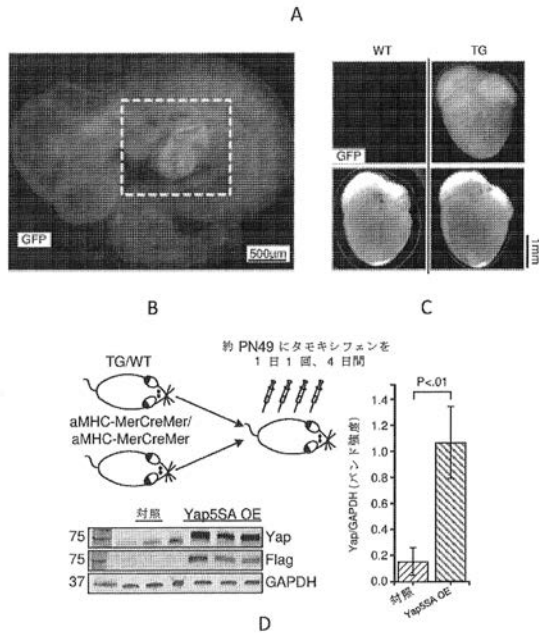 A
WT
TG
GFP
GFP
500µm
1mm
B
C
約 PN49 にタモキシフェンを
1 日 1 回、4 日間
TG/WT
aMHC-MerCreMer/
aMHC-MerCreMer
対照
Yap5SA OE
75
Yap
75
Flag
37
GAPDH
P<.01
Yap/GAPDH (バンド強度)
1.4
1.2
1.0
0.8
0.6
0.4
0.2
0.0
対照
Yap5SA OE
D